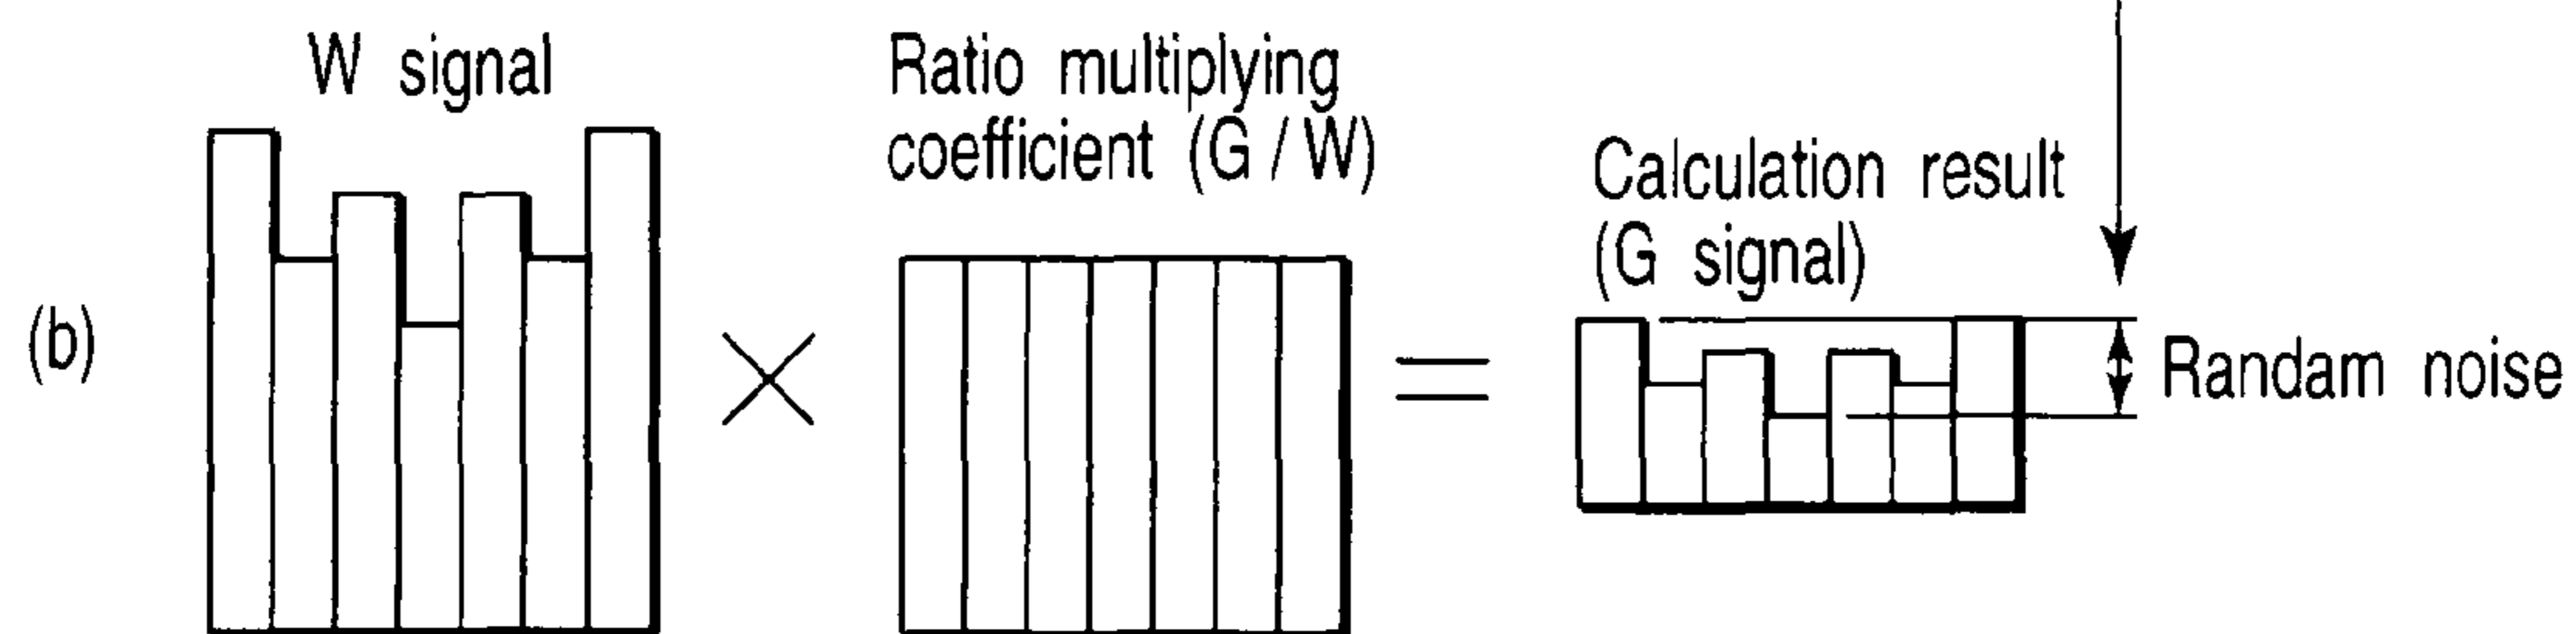 W signal
Ratio multiplying
coefficient (G / W)
Calculation result
(G signal)
(b)
Randam noise